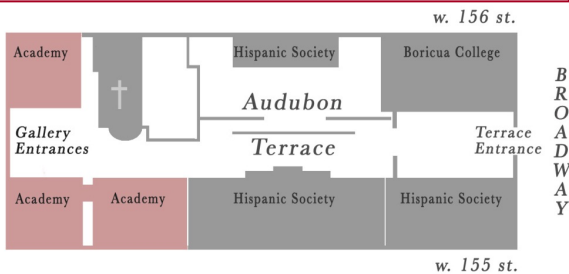 w. 156 st.
Academy
Hispanic Society
Boricua College
Audubon
Terrace
Gallery
Entrances
Terrace
Entrance
BROADWAY
Academy
Academy
Hispanic Society
Hispanic Society
w. 155 st.